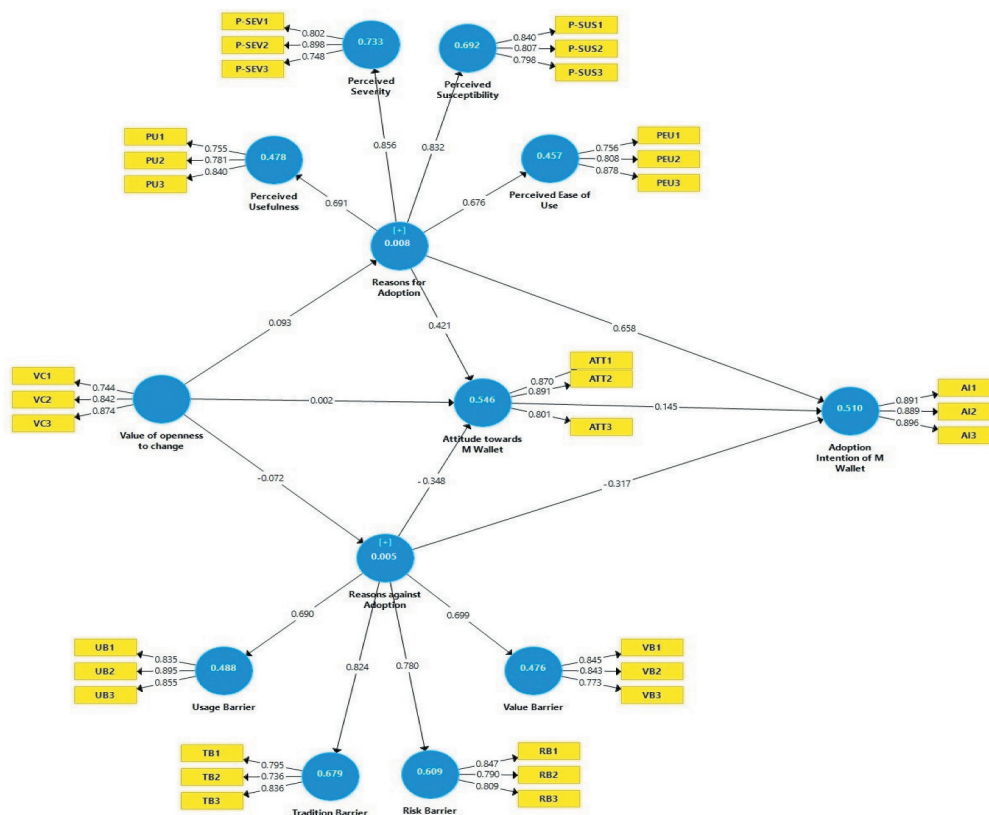 P-SEV1
P-SEV2
P-SEV3
0.802
0.898
0.748
0.733
Perceived
Severity
0.692
Perceived
Susceptibility
0.840
0.807
0.798
P-SUS1
P-SUS2
P-SUS3
PU1
PU2
PU3
0.755
0.781
0.840
0.478
Perceived
Usefulness
0.856
0.832
0.457
Perceived Ease of
Use
0.756
0.808
0.878
PEU1
PEU2
PEU3
0.691
0.676
[+]
0.008
Reasons for
Adoption
0.093
0.421
0.658
VC1
VC2
VC3
0.744
0.842
0.874
Value of openness
to change
0.002
0.546
Attitude towards
M Wallet
0.870
0.891
0.801
ATT1
ATT2
ATT3
0.145
0.510
Adoption
Intention of M
Wallet
0.891
0.889
0.896
AI1
AI2
AI3
-0.072
-0.348
-0.317
[+]
0.005
Reasons against
Adoption
0.690
0.824
0.780
0.699
UB1
UB2
UB3
0.835
0.895
0.855
0.488
Usage Barrier
0.476
Value Barrier
0.845
0.843
0.773
VB1
VB2
VB3
TB1
TB2
TB3
0.795
0.736
0.836
0.679
Tradition Barrier
0.609
Risk Barrier
0.847
0.790
0.809
RB1
RB2
RB3